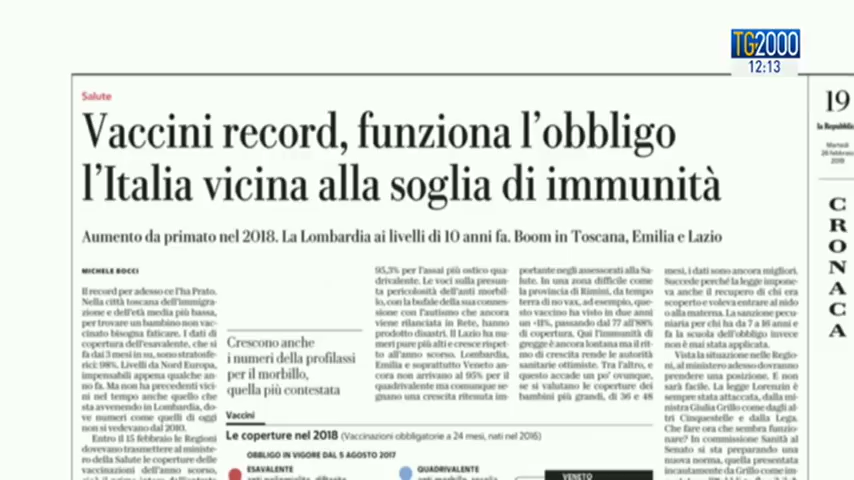 TG2000
12:13
Salute
Vaccini record, funziona l'obbligo
l'Italia vicina alla soglia di immunità
Aumento da primato nel 2018. La Lombardia ai livelli di 10 anni fa. Boom in Toscana, Emilia e Lazio
MICHELE BOCCI
Il record per adesso ce l'ha Prato.
Nella città toscana dell'immigra-
zione e dell'età media più bassa,
per trovare un bambino non vac-
cinato bisogna faticare. I dati di
copertura dell'esavalente, che si
fa dai 3 mesi in su, sono stratosfe-
rici: 98%. Livelli da Nord Europa,
impensabili appena qualche an-
no fa. Ma non ha precedenti vici-
ni nel tempo anche quello che
sta avvenendo in Lombardia, do-
ve numeri come quelli di oggi
non si vedevano dal 2010.
Entro il 15 febbraio le Regioni
dovevano trasmettere al ministe-
ro della Salute le coperture delle
vaccinazioni dell'anno scorso,
Crescono anche
i numeri della profilassi
per il morbillo,
quella più contestata
95,3% per l'assai più ostico qua-
drivalente. Le voci sulla presun-
ta pericolosità dell'anti morbil-
lo, con la bufala della sua connes-
sione con l'autismo che ancora
viene rilanciata in Rete, hanno
prodotto disastri. Il Lazio ha nu-
meri pure più alti e cresce rispet-
to all'anno scorso. Lombardia,
Emilia e soprattutto Veneto an-
cora non arrivano al 95% per il
quadrivalente ma comunque se-
gnano una crescita ritenuta im-
portante negli assessorati alla Sa-
lute. In una zona difficile come
la provincia di Rimini, da tempo
terra di no vax, ad esempio, que-
sto vaccino ha visto in due anni
un +11%, passando dal 77 all'88%
di copertura. Qui l'immunità di
gregge è ancora lontana ma il rit-
mo di crescita rende le autorità
sanitarie ottimiste. Tra l'altro, e
questo accade un po' ovunque,
se si valutano le coperture dei
bambini più grandi, di 36 e 48
mesi, i dati sono ancora migliori.
Succede perché la legge impone-
va anche il recupero di chi era
scoperto e voleva entrare al nido
o alla materna. La sanzione pecu-
niaria per chi ha da 7 a 16 anni e
fa la scuola dell'obbligo invece
non è mai stata applicata.
Vista la situazione nelle Regio-
ni, al ministero adesso dovranno
prendere una posizione. E non
sarà facile. La legge Lorenzin è
sempre stata attaccata, dalla mi-
nistra Giulia Grillo come dagli al-
tri Cinquestelle e dalla Lega.
Che fare ora che sembra funzio-
nare? In commissione Sanità al
Senato si sta preparando una
nuova norma, quella presentata
incautamente da Grillo come im-
Vaccini
Le coperture nel 2018 (Vaccinazioni obbligatorie a 24 mesi, nati nel 2016)
OBBLIGO IN VIGORE DAL 5 AGOSTO 2017
ESAVALENTE
QUADRIVALENTE
VENETO
19
la Repubblica
Martedì
26 febbraio
2019
CRONACA